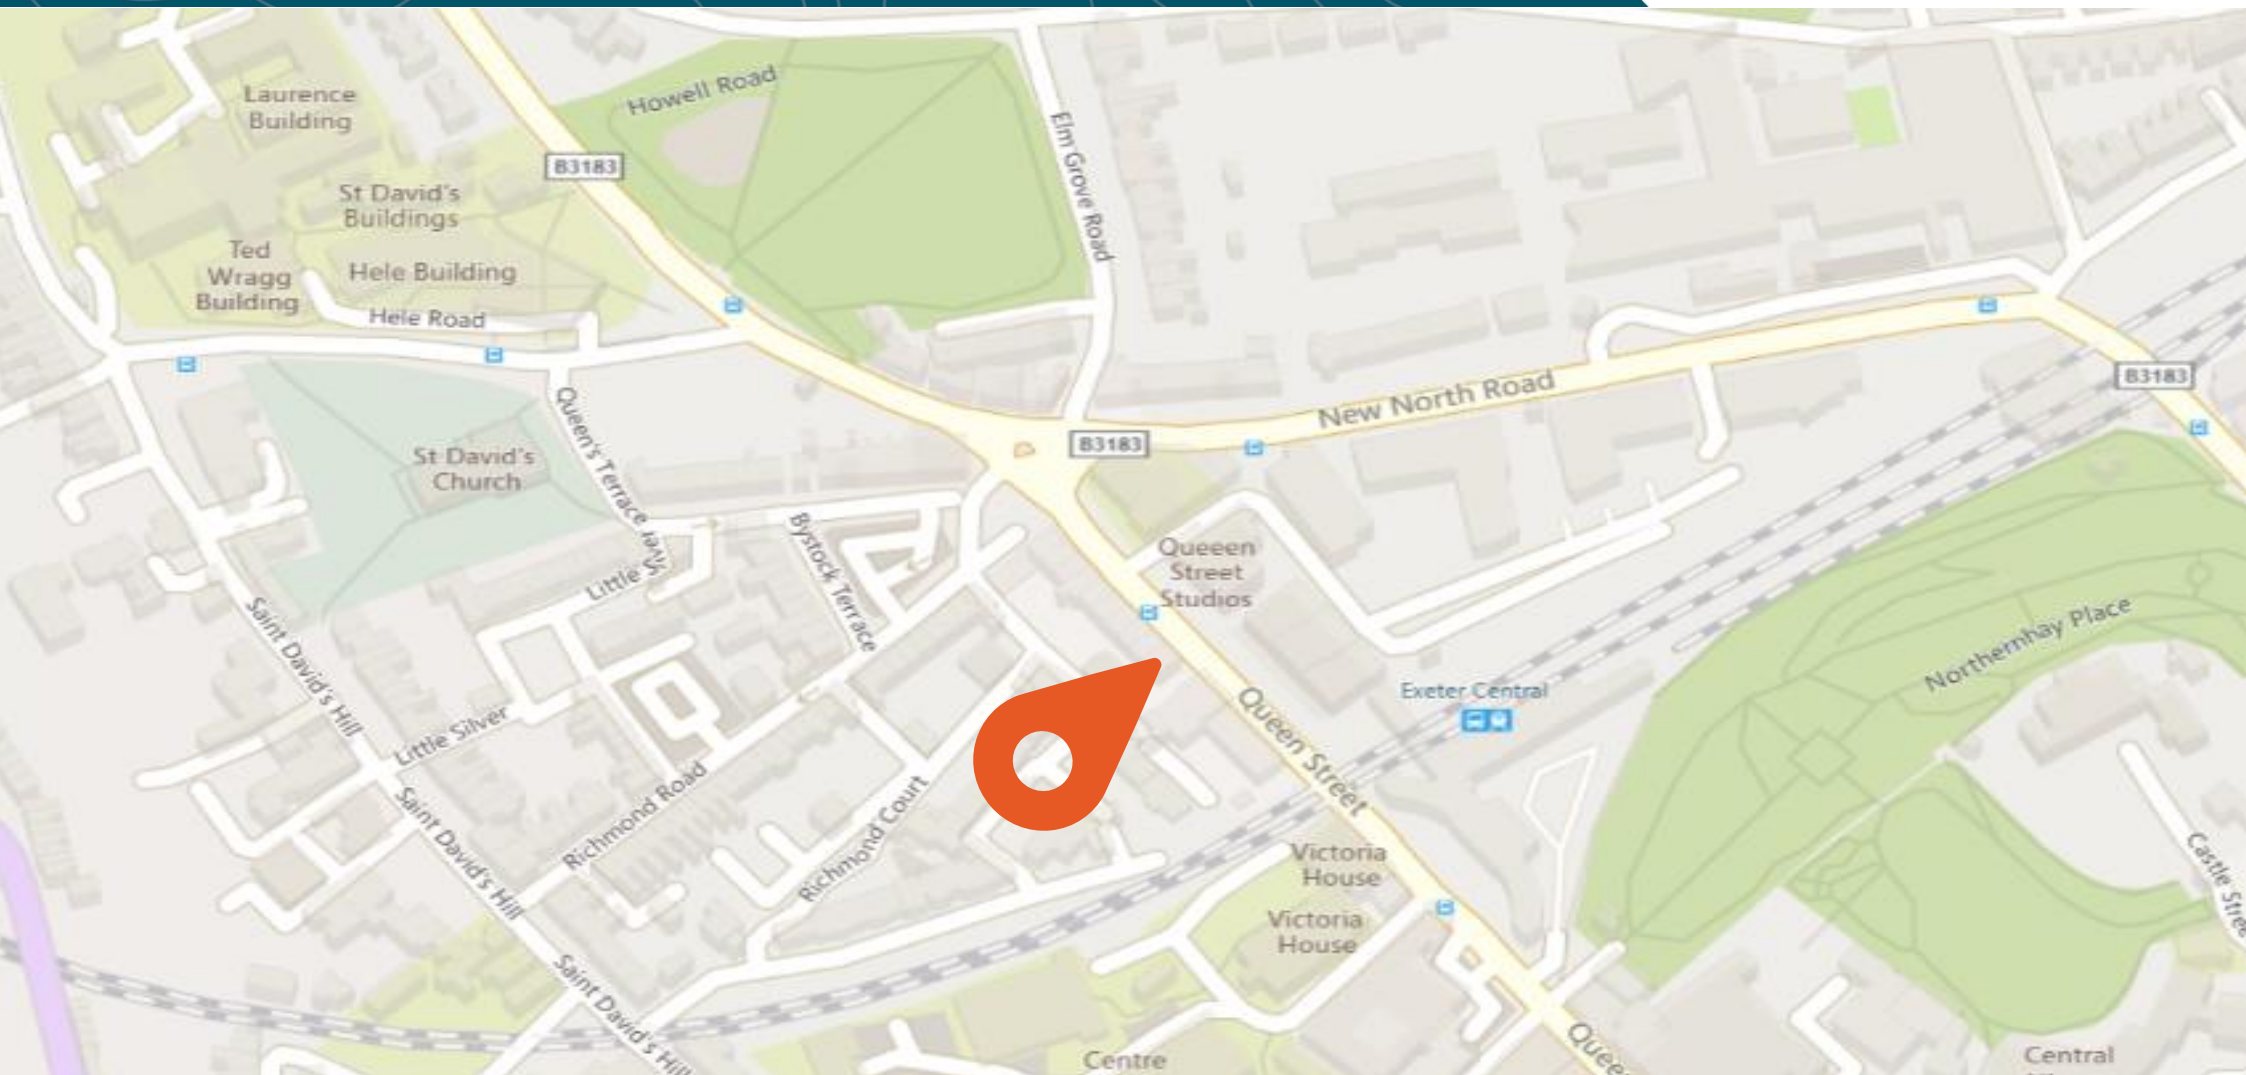 Laurence
Building
Howell Road
B3183
Elm Grove Road
St David's
Buildings
Ted
Wragg
Building
Hele Building
Hele Road
B3183
New North Road
B3183
Queen's Terrace
St David's
Church
Bystock Terrace
Little Silver
Queeen
Street
Studios
Saint David's Hill
Northernhay Place
Exeter Central
Queen Street
Little Silver
Richmond Road
Richmond Court
Saint David's Hill
Victoria
House
Castle Stree
Victoria
House
Saint David's Hill
Quee
Centre
Central